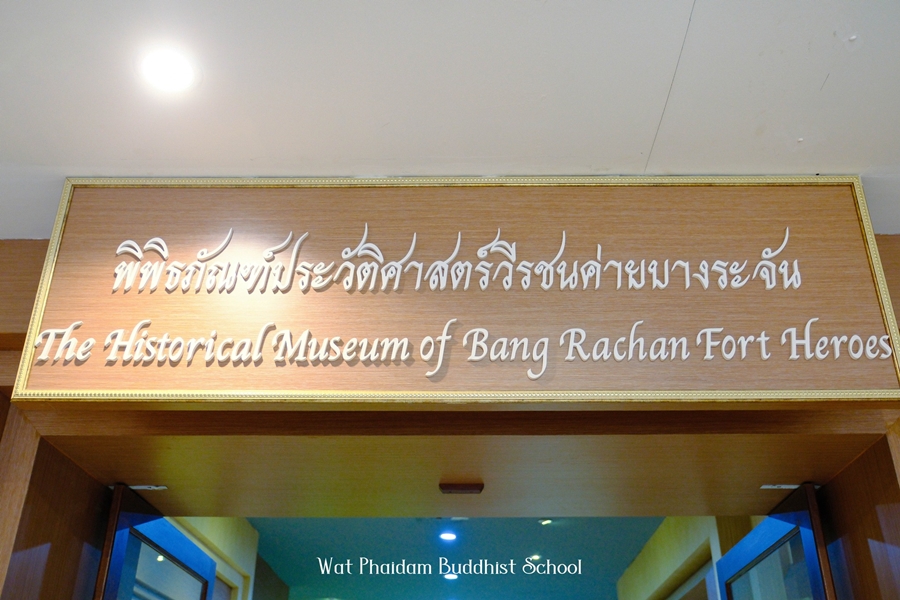 พิพิธภัณฑ์ประวัติศาสตร์วีรชนค่ายบางระจัน
The Historical Museum of Bang Rachan Fort Heroes
Wat Phaidam Buddhist School